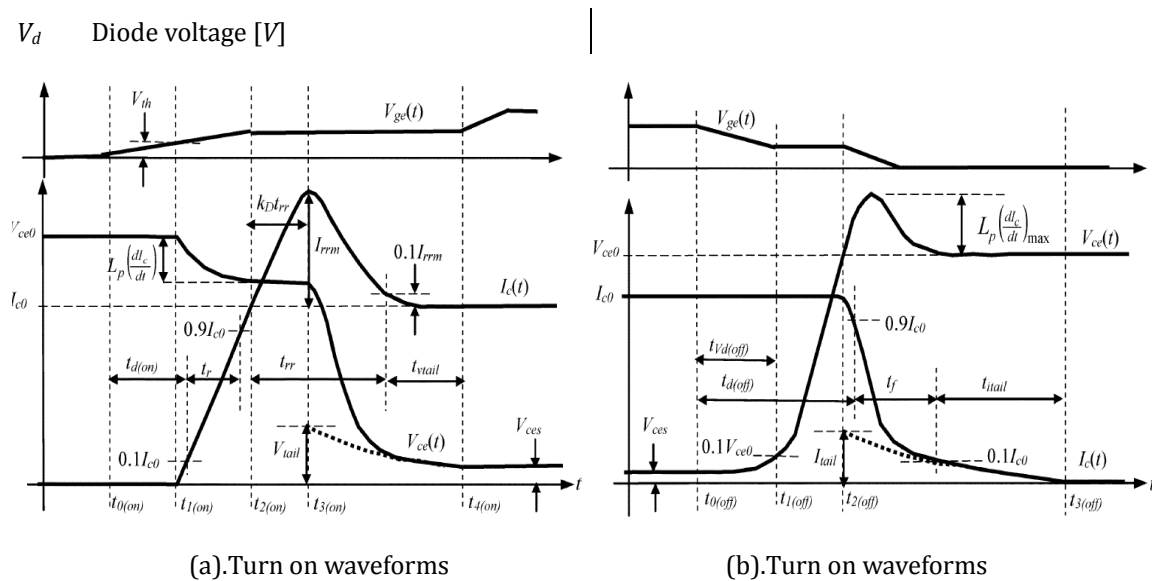 V_d Diode voltage [V]
V_th
V_ge(t)
V_ce0
k_D t_rr
L_p (dI_c/dt)
I_rrm
0.1I_rrm
I_c(t)
I_c0
0.9I_c0
t_d(on)
t_r
t_rr
t_vtail
V_tail
V_ce(t)
V_ces
0.1I_c0
t
t_0(on)
t_1(on)
t_2(on)
t_3(on)
t_4(on)
(a).Turn on waveforms
V_ge(t)
L_p (dI_c/dt)_max
V_ce0
V_ce(t)
I_c0
0.9I_c0
t_Vd(off)
t_d(off)
t_f
t_itail
V_ces
0.1V_ce0
I_tail
0.1I_c0
I_c(t)
t
t_0(off)
t_1(off)
t_2(off)
t_3(off)
(b).Turn on waveforms